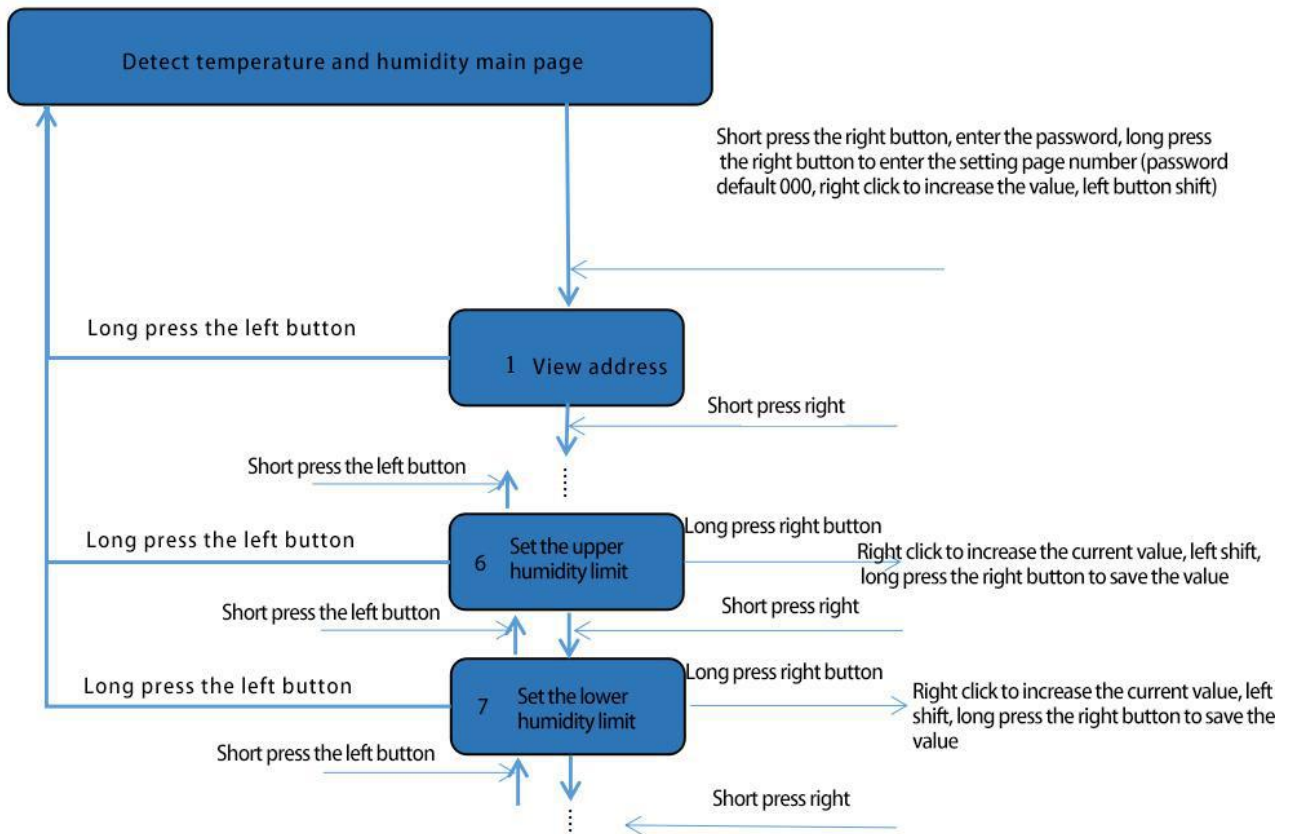 Detect temperature and humidity main page
Short press the right button, enter the password, long press
the right button to enter the setting page number (password
default 000, right click to increase the value, left button shift)
Long press the left button
1 View address
Short press right
Short press the left button
......
Long press the left button
6 Set the upper
humidity limit
Long press right button
Right click to increase the current value, left shift,
long press the right button to save the value
Short press the left button
Short press right
Long press the left button
7 Set the lower
humidity limit
Long press right button
Right click to increase the current value, left
shift, long press the right button to save the
value
Short press the left button
Short press right
......